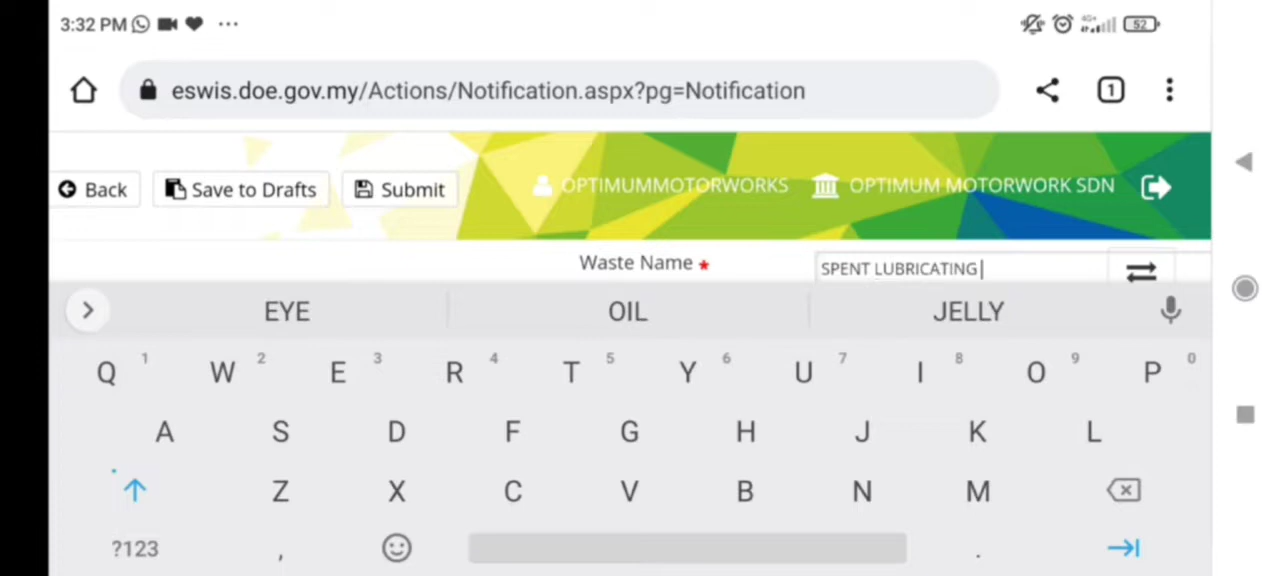 3:32 PM
4G+
52
eswis.doe.gov.my/Actions/Notification.aspx?pg=Notification
1
Back
Save to Drafts
Submit
OPTIMUMMOTORWORKS
OPTIMUM MOTORWORK SDN
Waste Name *
SPENT LUBRICATING
EYE OIL JELLY
Q 1 W 2 E 3 R 4 T 5 Y 6 U 7 I 8 O 9 P 0
A S D F G H J K L
Z X C V B N M
?123 , .